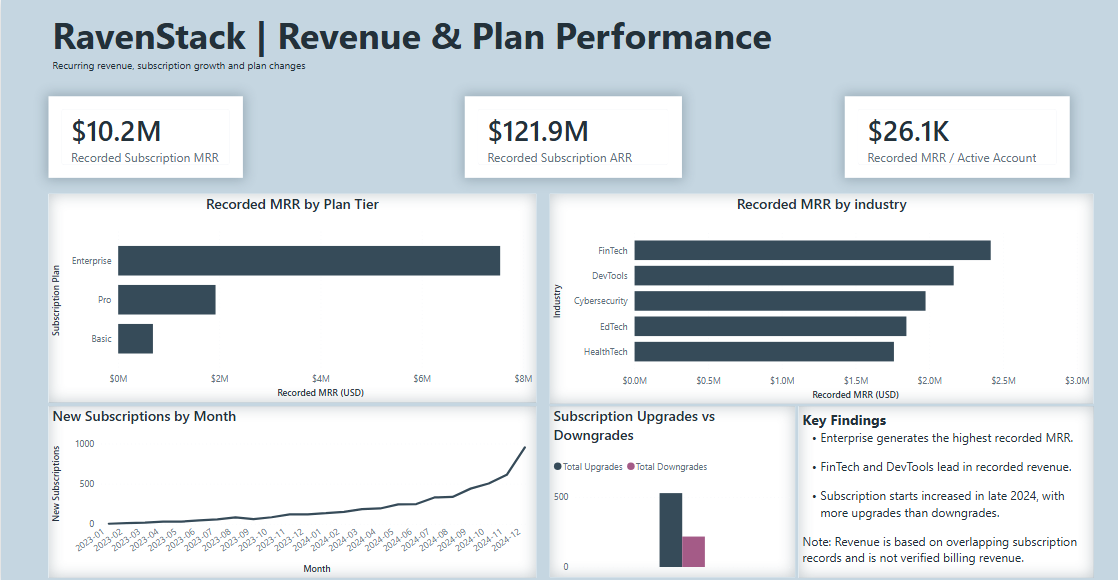 RavenStack | Revenue & Plan Performance
Recurring revenue, subscription growth and plan changes
$10.2M
Recorded Subscription MRR
$121.9M
Recorded Subscription ARR
$26.1K
Recorded MRR / Active Account
Recorded MRR by Plan Tier
Subscription Plan
Enterprise
Pro
Basic
$0M $2M $4M $6M $8M
Recorded MRR (USD)
Recorded MRR by industry
Industry
FinTech
DevTools
Cybersecurity
EdTech
HealthTech
$0.0M $0.5M $1.0M $1.5M $2.0M $2.5M $3.0M
Recorded MRR (USD)
New Subscriptions by Month
New Subscriptions
1000
500
0
2023-01 2023-02 2023-03 2023-04 2023-05 2023-06 2023-07 2023-08 2023-09 2023-10 2023-11 2023-12 2024-01 2024-02 2024-03 2024-04 2024-05 2024-06 2024-07 2024-08 2024-09 2024-10 2024-11 2024-12
Month
Subscription Upgrades vs
Downgrades
Total Upgrades Total Downgrades
500
0
Key Findings
• Enterprise generates the highest recorded MRR.
• FinTech and DevTools lead in recorded revenue.
• Subscription starts increased in late 2024, with
more upgrades than downgrades.
Note: Revenue is based on overlapping subscription
records and is not verified billing revenue.